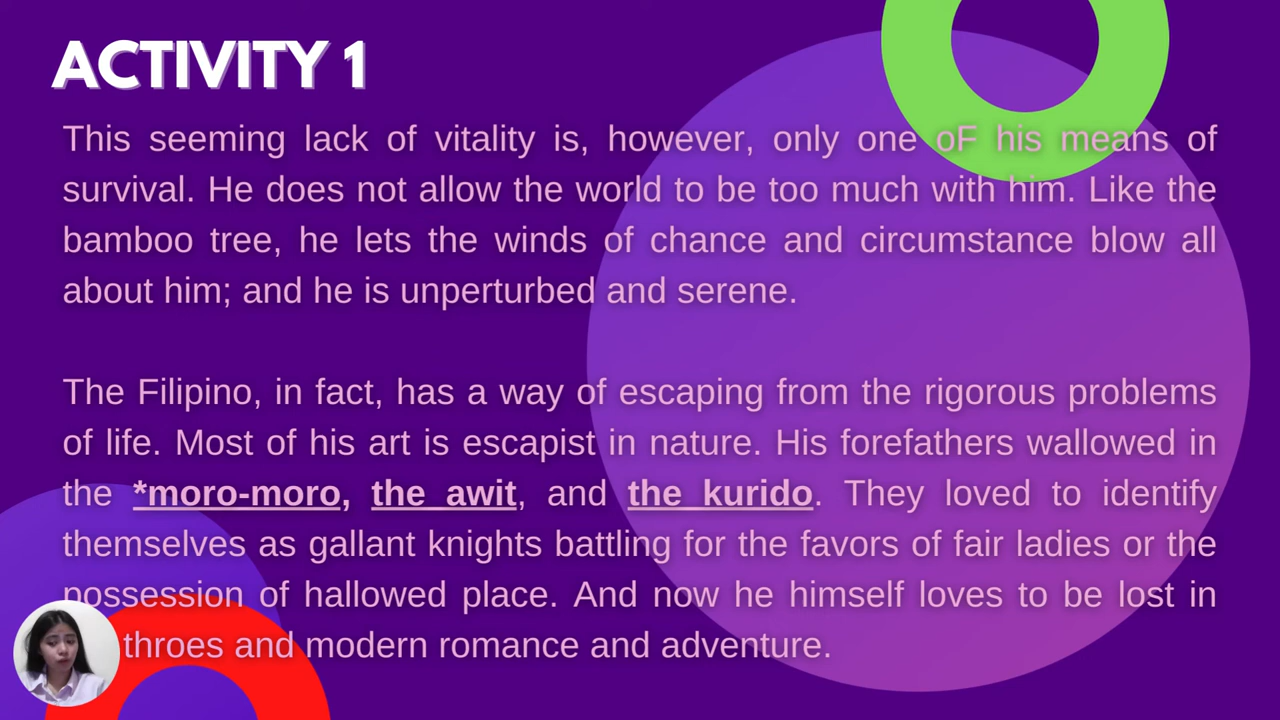 ACTIVITY 1
This seeming lack of vitality is, however, only one oF his means of
survival. He does not allow the world to be too much with him. Like the
bamboo tree, he lets the winds of chance and circumstance blow all
about him; and he is unperturbed and serene.
The Filipino, in fact, has a way of escaping from the rigorous problems
of life. Most of his art is escapist in nature. His forefathers wallowed in
the *moro-moro, the awit, and the kurido. They loved to identify
themselves as gallant knights battling for the favors of fair ladies or the
possession of hallowed place. And now he himself loves to be lost in
throes and modern romance and adventure.